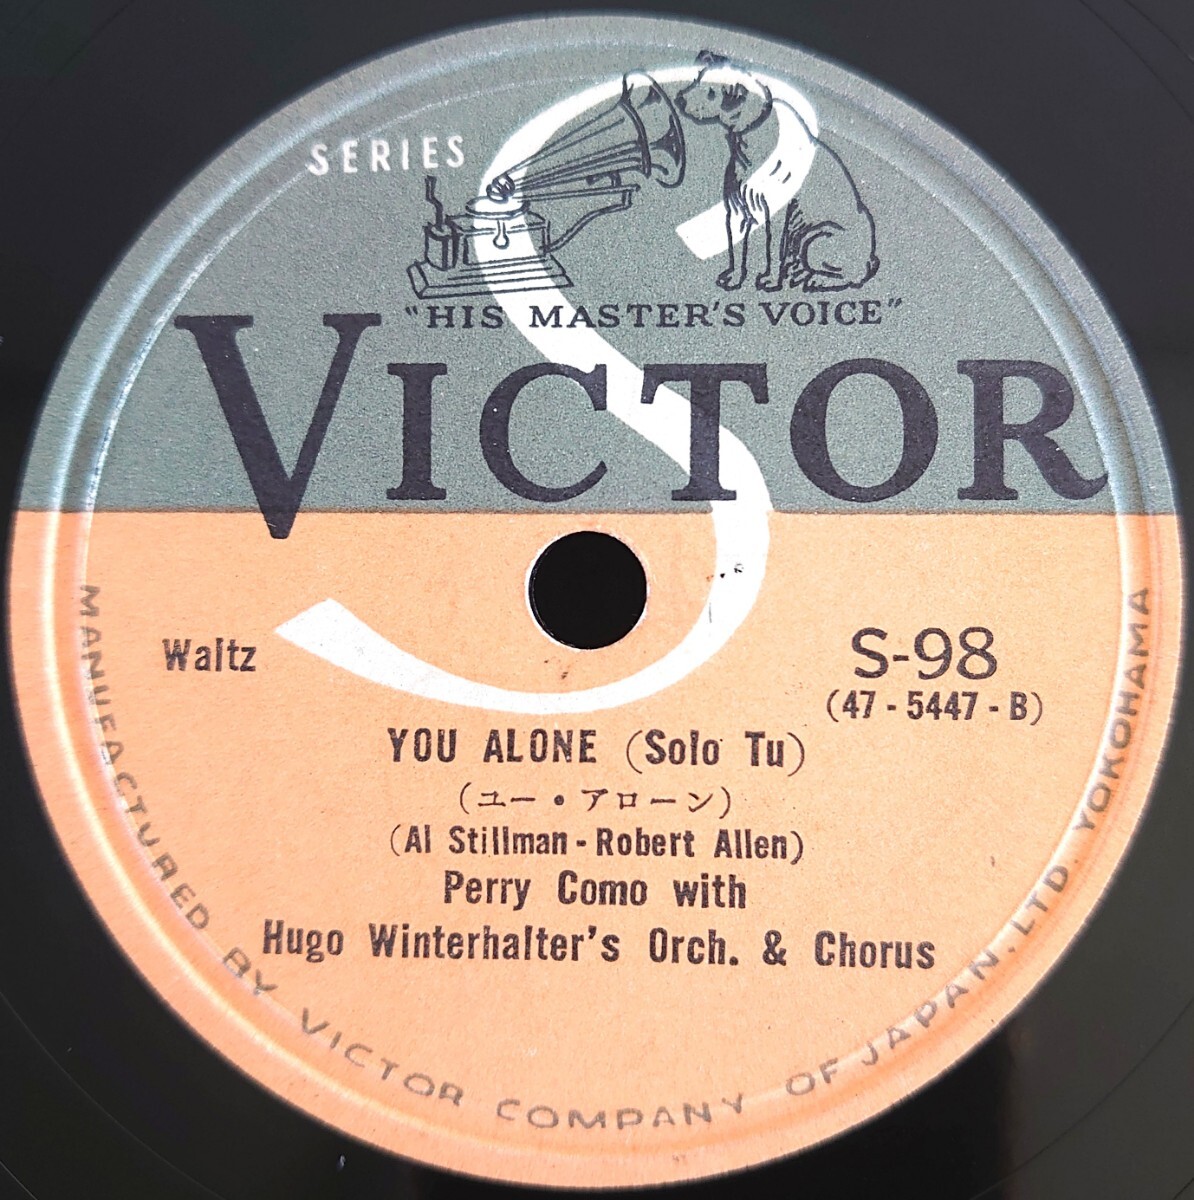 SERIES
S
"HIS MASTER'S VOICE"
VICTOR
Waltz
S-98
(47-5447-B)
YOU ALONE (Solo Tu)
(ユー・アローン)
(Al Stillman-Robert Allen)
Perry Como with
Hugo Winterhalter's Orch. & Chorus
MANUFACTURED BY VICTOR COMPANY OF JAPAN, LTD. YOKOHAMA